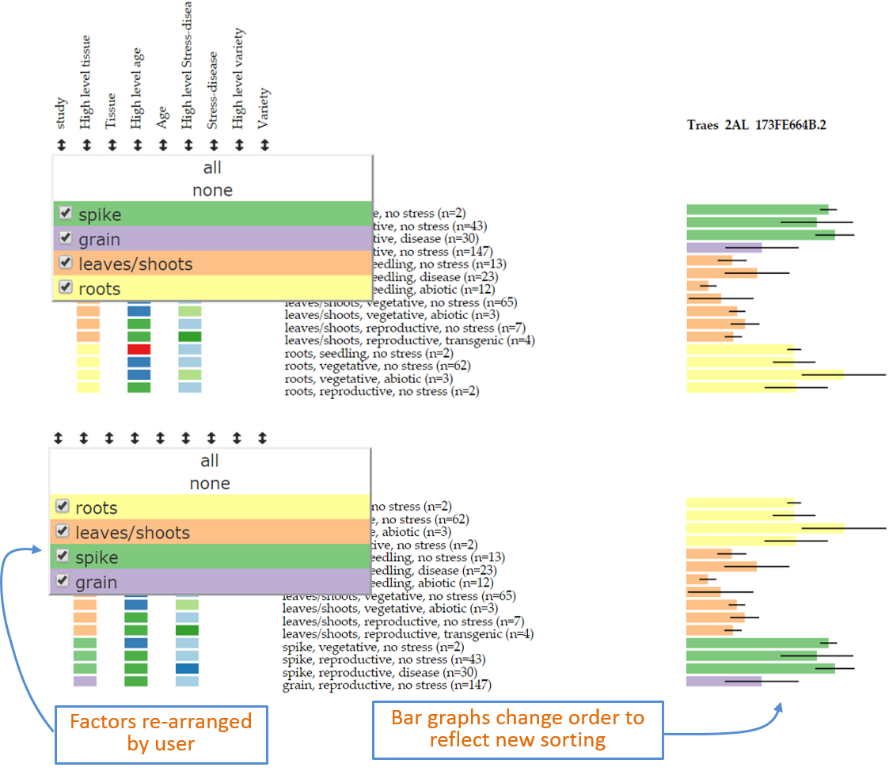 study
High level tissue
Tissue
High level age
Age
High level Stress-disea
Stress-disease
High level variety
Variety
Traes 2AL 173FE664B.2
all
none
spike
grain
leaves/shoots
roots
e, no stress (n=2)
tive, no stress (n=43)
tive, disease (n=30)
tive, no stress (n=147)
eedling, no stress (n=13)
eedling, disease (n=23)
eedling, abiotic (n=12)
leaves/shoots, vegetative, no stress (n=65)
leaves/shoots, vegetative, abiotic (n=3)
leaves/shoots, reproductive, no stress (n=7)
leaves/shoots, reproductive, transgenic (n=4)
roots, seedling, no stress (n=2)
roots, vegetative, no stress (n=62)
roots, vegetative, abiotic (n=3)
roots, reproductive, no stress (n=2)
all
none
roots
leaves/shoots
spike
grain
no stress (n=2)
e, no stress (n=62)
e, abiotic (n=3)
tive, no stress (n=2)
eedling, no stress (n=13)
eedling, disease (n=23)
eedling, abiotic (n=12)
leaves/shoots, vegetative, no stress (n=65)
leaves/shoots, vegetative, abiotic (n=3)
leaves/shoots, reproductive, no stress (n=7)
leaves/shoots, reproductive, transgenic (n=4)
spike, vegetative, no stress (n=2)
spike, reproductive, no stress (n=43)
spike, reproductive, disease (n=30)
grain, reproductive, no stress (n=147)
Factors re-arranged
by user
Bar graphs change order to
reflect new sorting